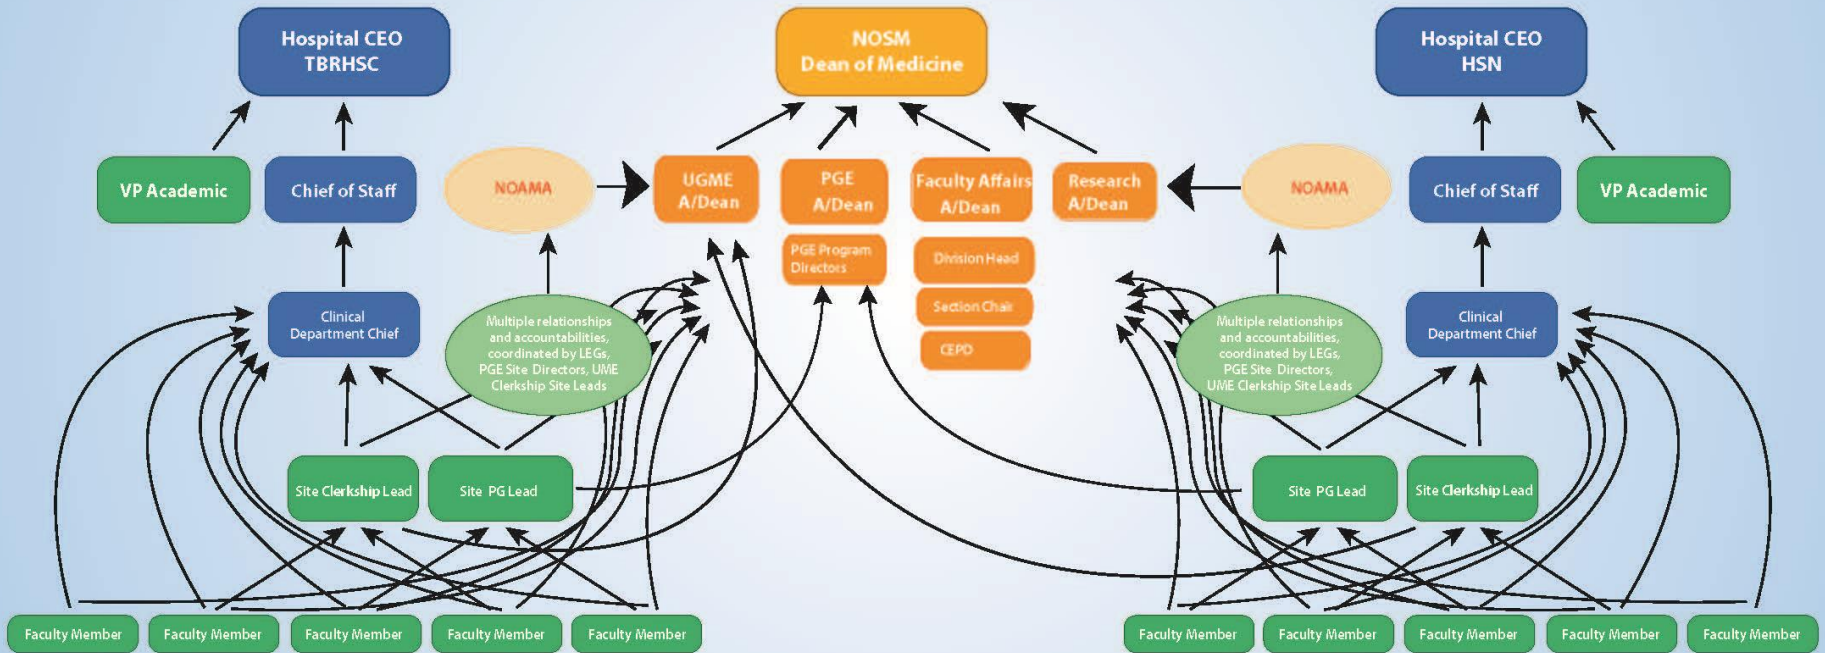 Hospital CEO
TBRHSC
NOSM
Dean of Medicine
Hospital CEO
HSN
VP Academic
Chief of Staff
NOAMA
UGME
A/Dean
PGE
A/Dean
Faculty Affairs
A/Dean
Research
A/Dean
NOAMA
Chief of Staff
VP Academic
PGE Program
Directors
Division Head
Section Chair
CEPD
Clinical
Department Chief
Multiple relationships
and accountabilities,
coordinated by LEGs,
PGE Site Directors, UME
Clerkship Site Leads
Multiple relationships
and accountabilities,
coordinated by LEGs,
PGE Site Directors,
UME Clerkship Site Leads
Clinical
Department Chief
Site Clerkship Lead
Site PG Lead
Site PG Lead
Site Clerkship Lead
Faculty Member
Faculty Member
Faculty Member
Faculty Member
Faculty Member
Faculty Member
Faculty Member
Faculty Member
Faculty Member
Faculty Member